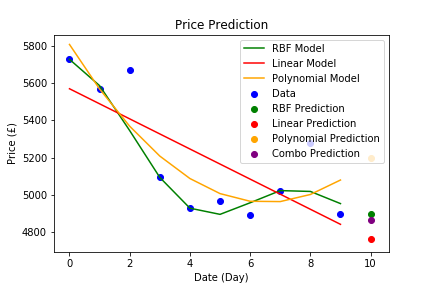 Price Prediction
5800
5600
5400
5200
5000
4800
Price (£)
RBF Model
Linear Model
Polynomial Model
Data
RBF Prediction
Linear Prediction
Polynomial Prediction
Combo Prediction
0 2 4 6 8 10
Date (Day)